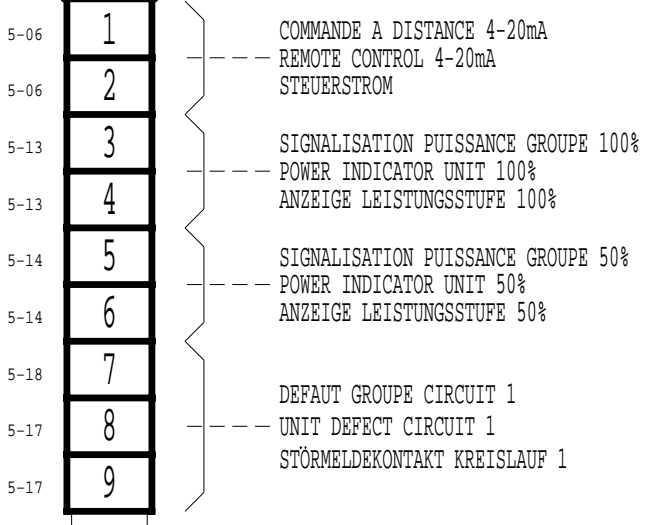 5-06 1 COMMANDE A DISTANCE 4-20mA
REMOTE CONTROL 4-20mA
5-06 2 STEUERSTROM
5-13 3 SIGNALISATION PUISSANCE GROUPE 100%
POWER INDICATOR UNIT 100%
5-13 4 ANZEIGE LEISTUNGSSTUFE 100%
5-14 5 SIGNALISATION PUISSANCE GROUPE 50%
POWER INDICATOR UNIT 50%
5-14 6 ANZEIGE LEISTUNGSSTUFE 50%
5-18 7
DEFAUT GROUPE CIRCUIT 1
5-17 8 UNIT DEFECT CIRCUIT 1
STÖRMELDEKONTAKT KREISLAUF 1
5-17 9